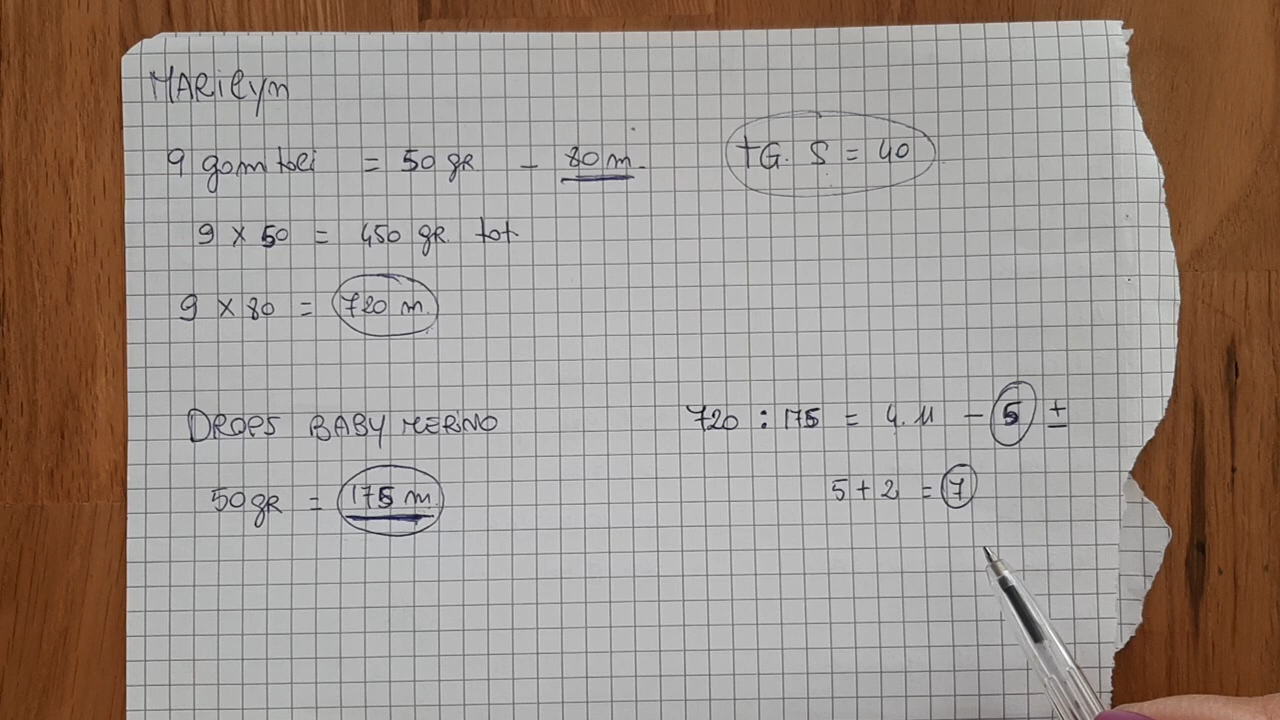 MARilyn
9 gomitoli = 50 gr - 80 m. tG. S = 40
9 x 50 = 450 gr. tot
9 x 80 = 720 m.
DROPS BABY MERINO 720 : 175 = 4.11 - 5 ±
50 gr = 175 m 5 + 2 = 7